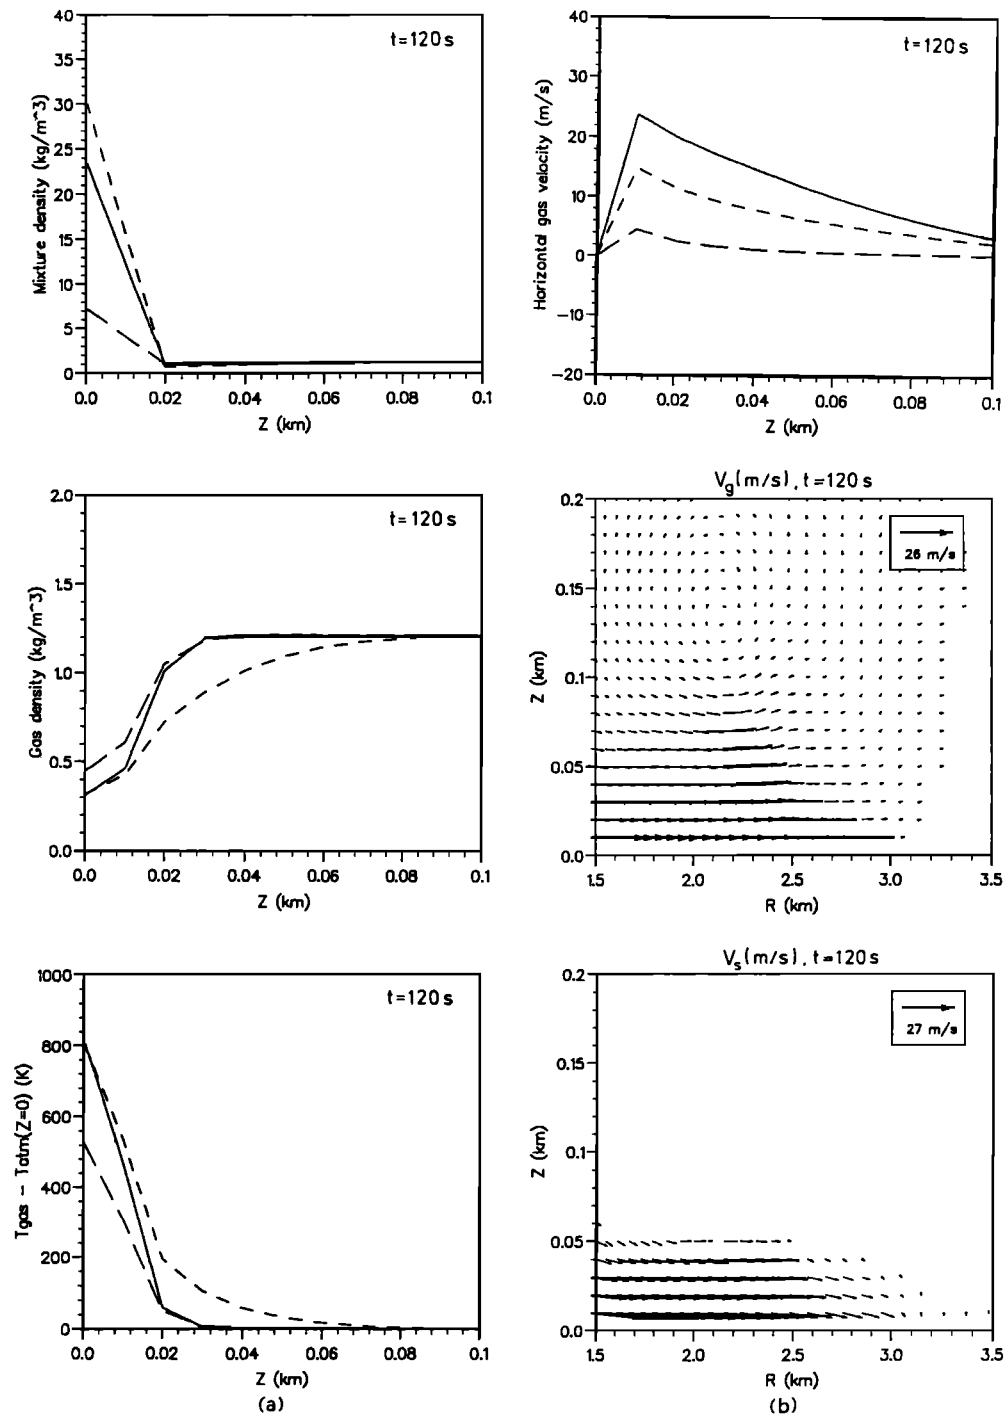 40
35
30
25
20
15
10
5
0
Mixture density (kg/m^3)
t=120 s
0.0 0.02 0.04 0.06 0.08 0.1
Z (km)
40
30
20
10
0
-10
-20
Horizontal gas velocity (m/s)
t=120 s
0.0 0.02 0.04 0.06 0.08 0.1
Z (km)
2.0
1.5
1.0
0.5
0.0
Gas density (kg/m^3)
t=120 s
0.0 0.02 0.04 0.06 0.08 0.1
Z (km)
Vg(m/s), t=120 s
0.2
0.15
0.1
0.05
0.0
Z (km)
26 m/s
1.5 2.0 2.5 3.0 3.5
R (km)
1000
800
600
400
200
0
Tgas - Tatm(Z=0) (K)
t=120 s
0.0 0.02 0.04 0.06 0.08 0.1
Z (km)
(a)
Vs(m/s), t=120 s
0.2
0.15
0.1
0.05
0.0
Z (km)
27 m/s
1.5 2.0 2.5 3.0 3.5
R (km)
(b)